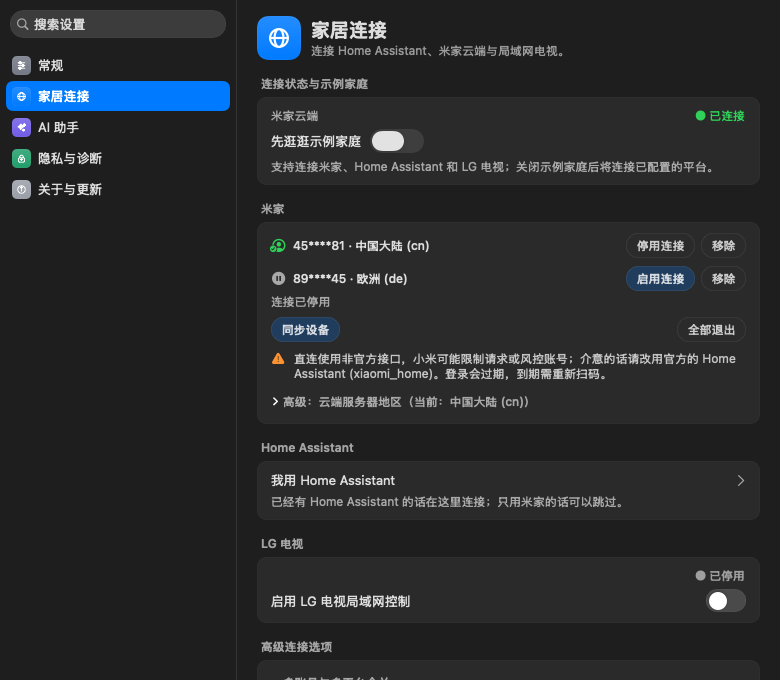 搜索设置
常规
家居连接
AI 助手
隐私与诊断
关于与更新
家居连接
连接 Home Assistant、米家云端与局域网电视。
连接状态与示例家庭
米家云端
已连接
先逛逛示例家庭
支持连接米家、Home Assistant 和 LG 电视；关闭示例家庭后将连接已配置的平台。
米家
45****81 · 中国大陆 (cn)
停用连接
移除
89****45 · 欧洲 (de)
启用连接
移除
连接已停用
同步设备
全部退出
直连使用非官方接口，小米可能限制请求或风控账号；介意的话请改用官方的 Home
Assistant (xiaomi_home)。登录会过期，到期需重新扫码。
高级：云端服务器地区（当前：中国大陆 (cn)）
Home Assistant
我用 Home Assistant
已经有 Home Assistant 的话在这里连接；只用米家的话可以跳过。
LG 电视
已停用
启用 LG 电视局域网控制
高级连接选项